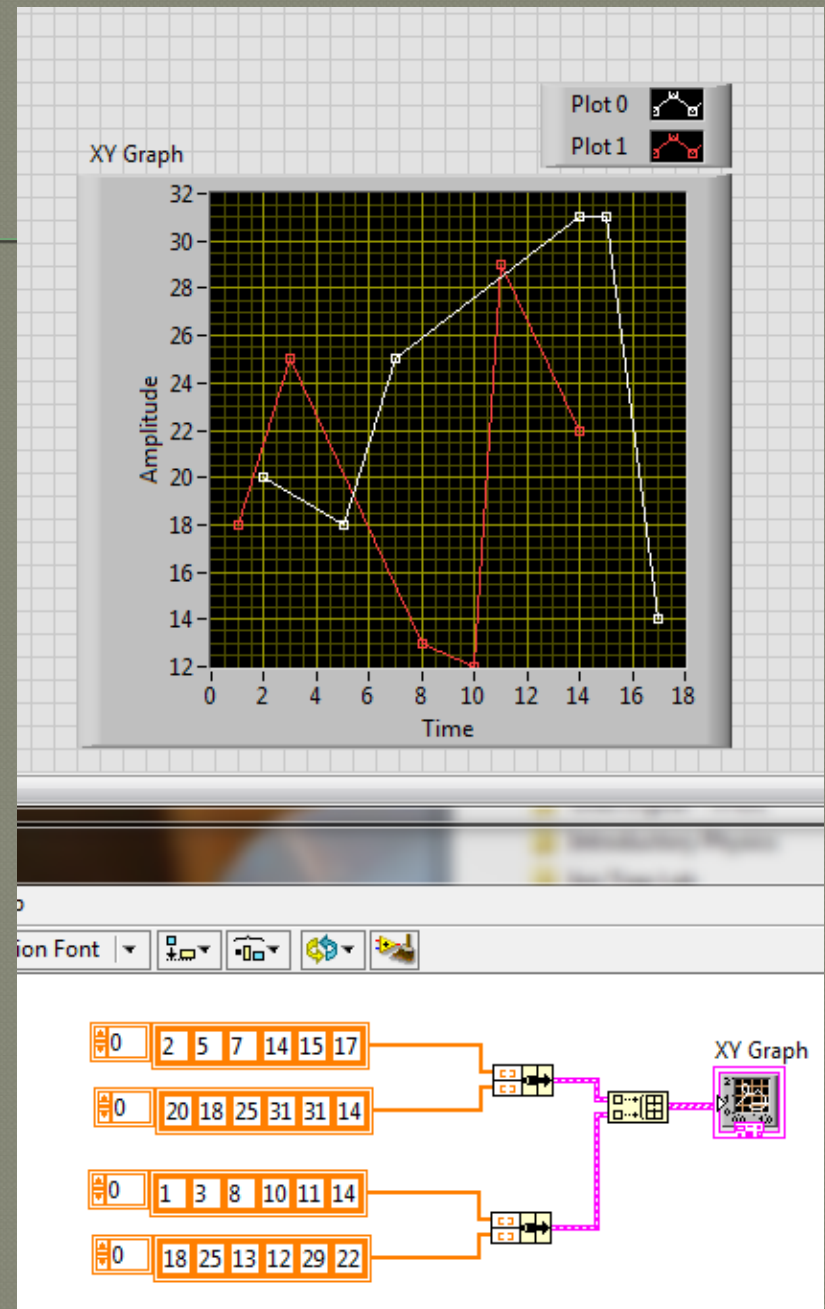 Plot 0
Plot 1
XY Graph
32
30
28
26
24
22
20
18
16
14
12
Amplitude
0 2 4 6 8 10 12 14 16 18
Time
ion Font
0 2 5 7 14 15 17
XY Graph
0 20 18 25 31 31 14
0 1 3 8 10 11 14
0 18 25 13 12 29 22